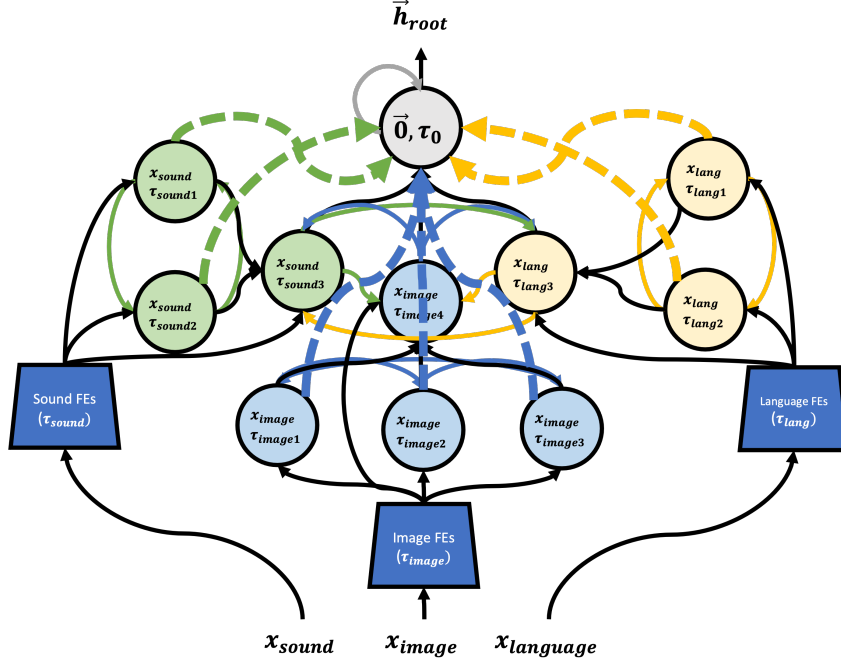 h⃗_root
0⃗, τ_0
x_sound
τ_sound1
x_lang
τ_lang1
x_sound
τ_sound3
x_lang
τ_lang3
x_image
τ_image4
x_sound
τ_sound2
x_lang
τ_lang2
Sound FEs
(τ_sound)
Language FEs
(τ_lang)
x_image
τ_image1
x_image
τ_image2
x_image
τ_image3
Image FEs
(τ_image)
x_sound
x_image
x_language